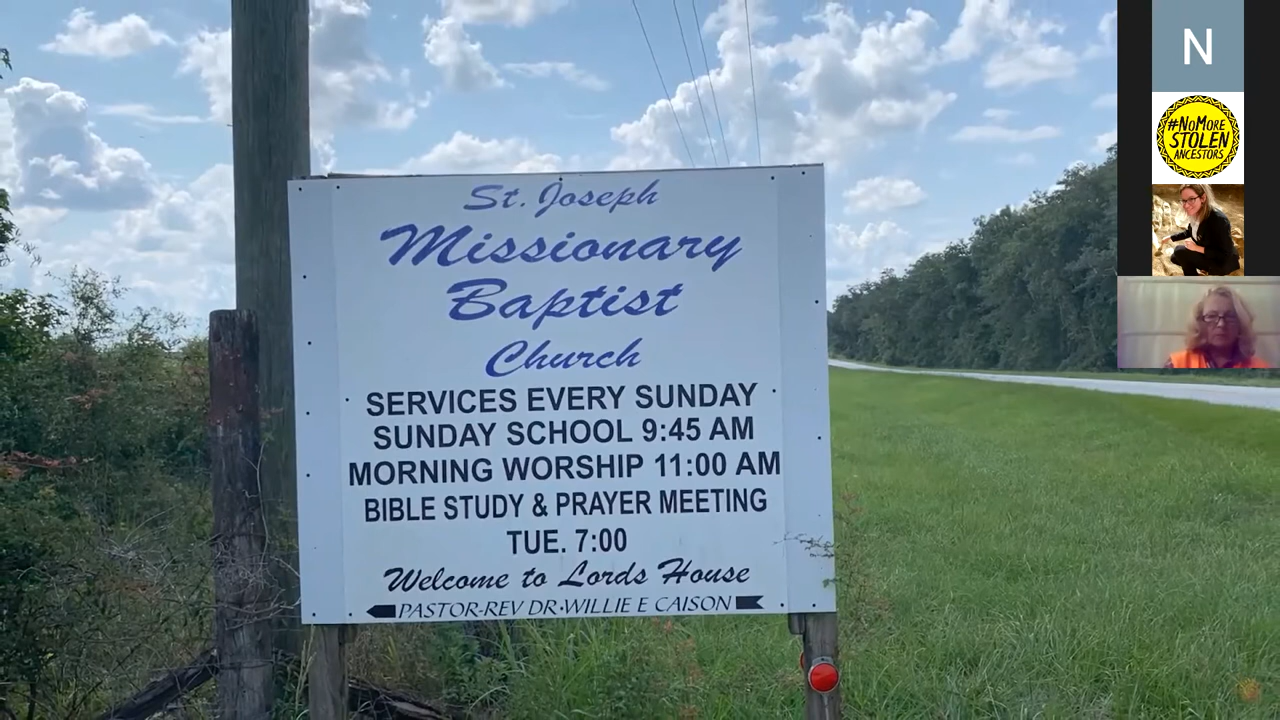 St. Joseph
Missionary
Baptist
Church
SERVICES EVERY SUNDAY
SUNDAY SCHOOL 9:45 AM
MORNING WORSHIP 11:00 AM
BIBLE STUDY & PRAYER MEETING
TUE. 7:00
Welcome to Lords House
PASTOR-REV DR•WILLIE E CAISON
N
#NOMORE
STOLEN
ANCESTORS